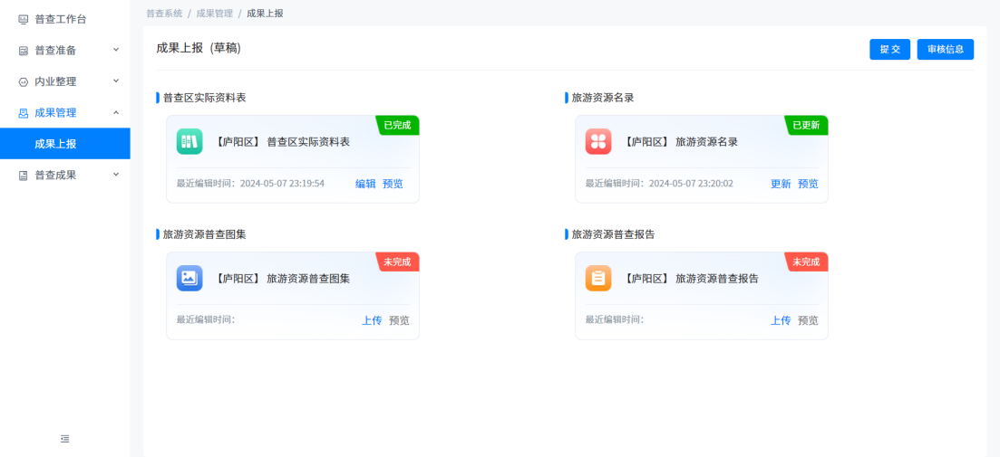 普查工作台
普查准备
内业整理
成果管理
成果上报
普查成果
普查系统 / 成果管理 / 成果上报
成果上报（草稿）
提 交
审核信息
普查区实际资料表
已完成
【庐阳区】 普查区实际资料表
最近编辑时间： 2024-05-07 23:19:54
编辑 预览
旅游资源名录
已更新
【庐阳区】 旅游资源名录
最近编辑时间： 2024-05-07 23:20:02
更新 预览
旅游资源普查图集
未完成
【庐阳区】 旅游资源普查图集
最近编辑时间：
上传 预览
旅游资源普查报告
未完成
【庐阳区】 旅游资源普查报告
最近编辑时间：
上传 预览